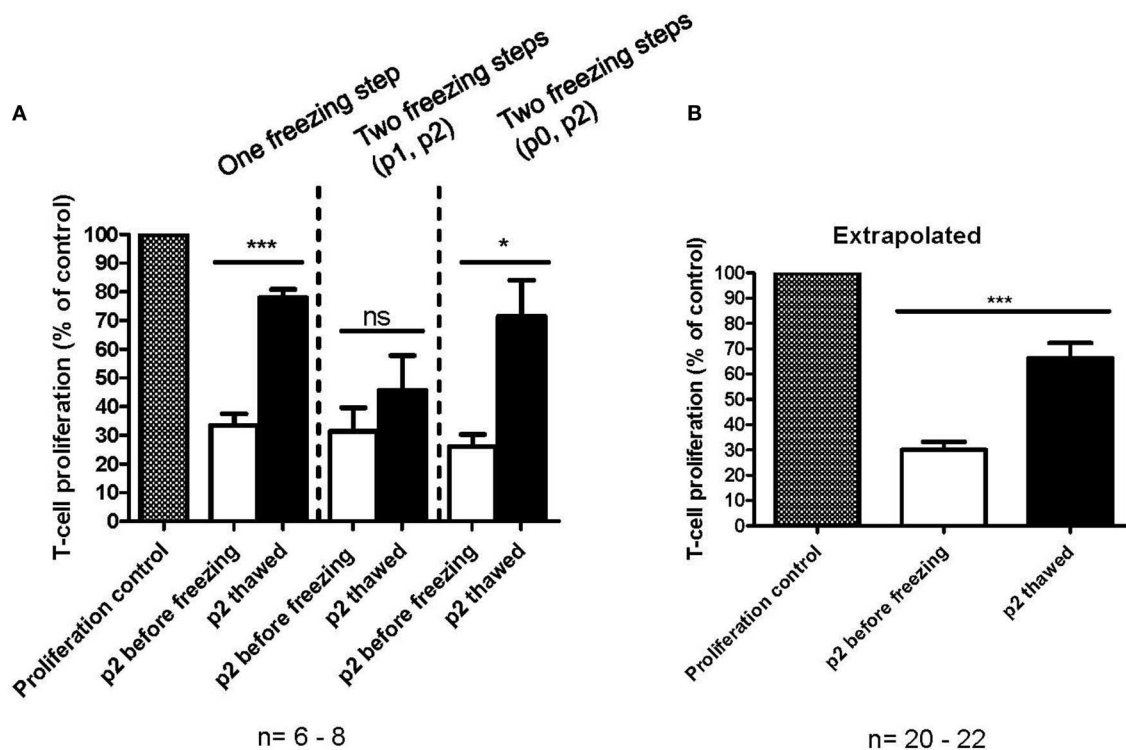 A
One freezing step
Two freezing steps
(p1, p2)
Two freezing steps
(p0, p2)
T-cell proliferation (% of control)
100
90
80
70
60
50
40
30
20
10
0
***
ns
*
Proliferation control
p2 before freezing
p2 thawed
p2 before freezing
p2 thawed
p2 before freezing
p2 thawed
n= 6 - 8
B
Extrapolated
T-cell proliferation (% of control)
100
90
80
70
60
50
40
30
20
10
0
***
Proliferation control
p2 before freezing
p2 thawed
n= 20 - 22